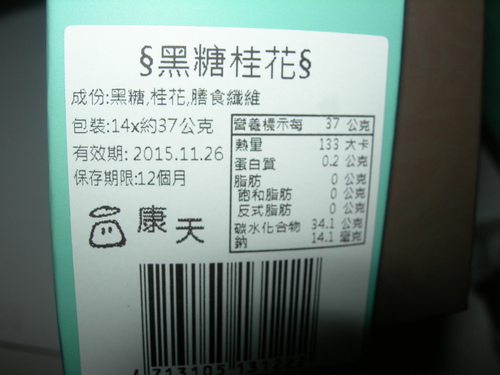 §黑糖桂花§
成份:黑糖,桂花,膳食纖維
包裝:14x約37公克
有效期: 2015.11.26
保存期限:12個月
康天
營養標示每 37 公克
熱量 133 大卡
蛋白質 0.2 公克
脂肪 0 公克
飽和脂肪 0 公克
反式脂肪 0 公克
碳水化合物 34.1 公克
鈉 14.1 毫克